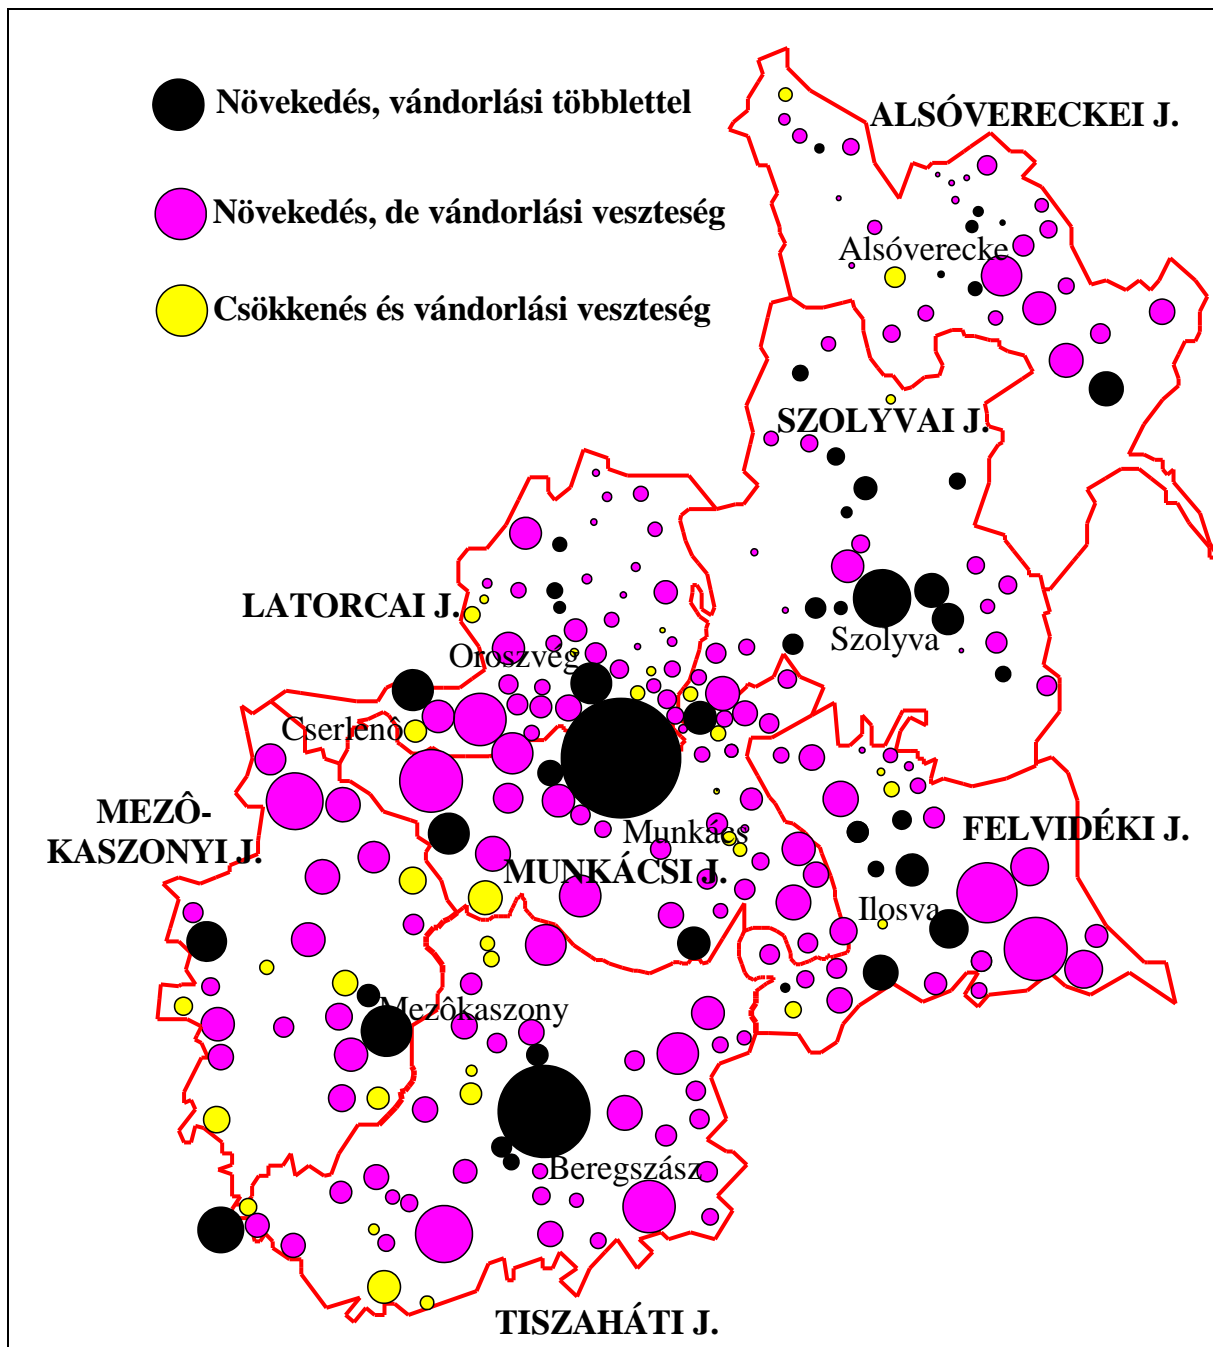 Növekedés, vándorlási többlettel
ALSÓVERECKEI J.
Növekedés, de vándorlási veszteség
Alsóverecke
Csökkenés és vándorlási veszteség
SZOLYVAI J.
LATORCAI J.
Szolyva
Oroszvég
Cserlenô
MEZÔ-
KASZONYI J.
Munkács
FELVIDÉKI J.
MUNKÁCSI J.
Ilosva
Mezôkaszony
Beregszász
TISZAHÁTI J.